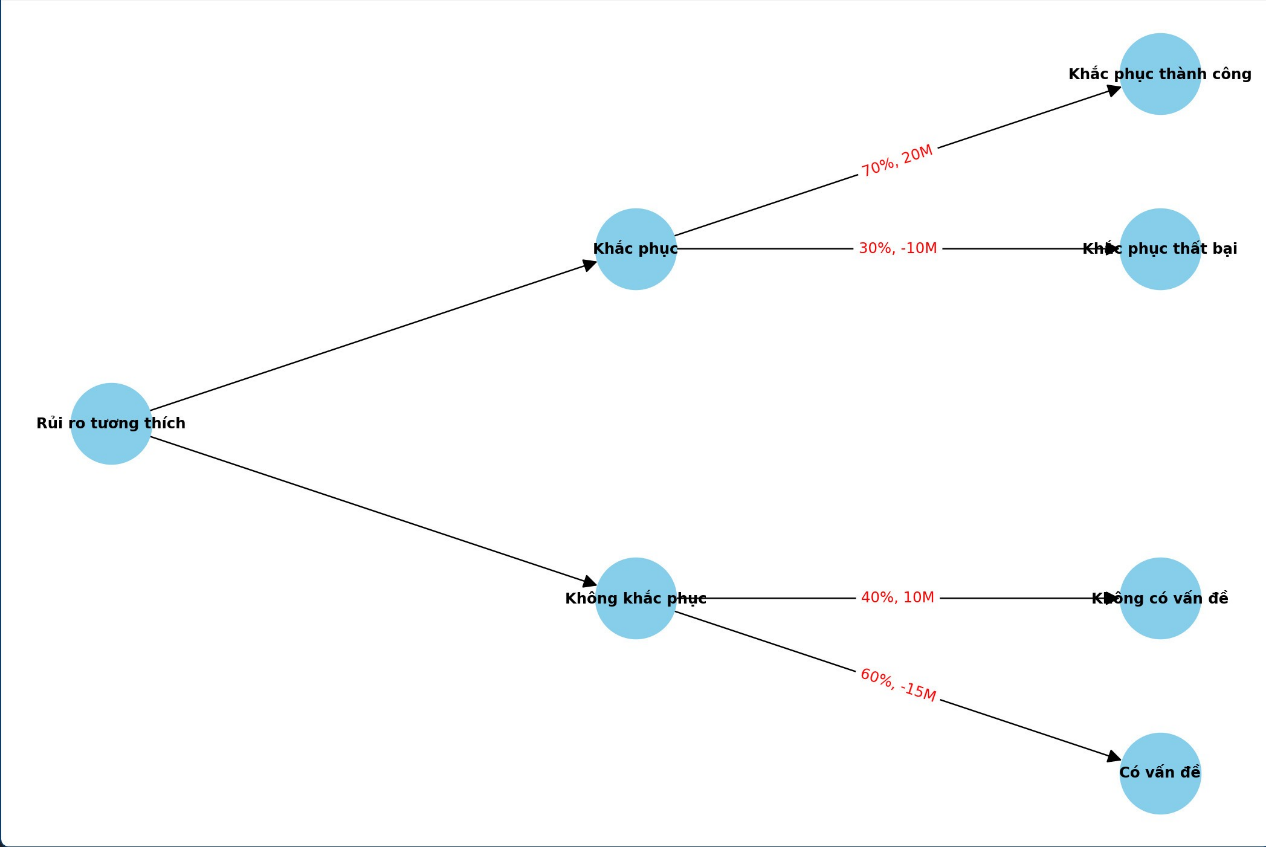 Khắc phục thành công
70%, 20M
Khắc phục
30%, -10M
Khắc phục thất bại
Rủi ro tương thích
Không khắc phục
40%, 10M
Không có vấn đề
60%, -15M
Có vấn đề